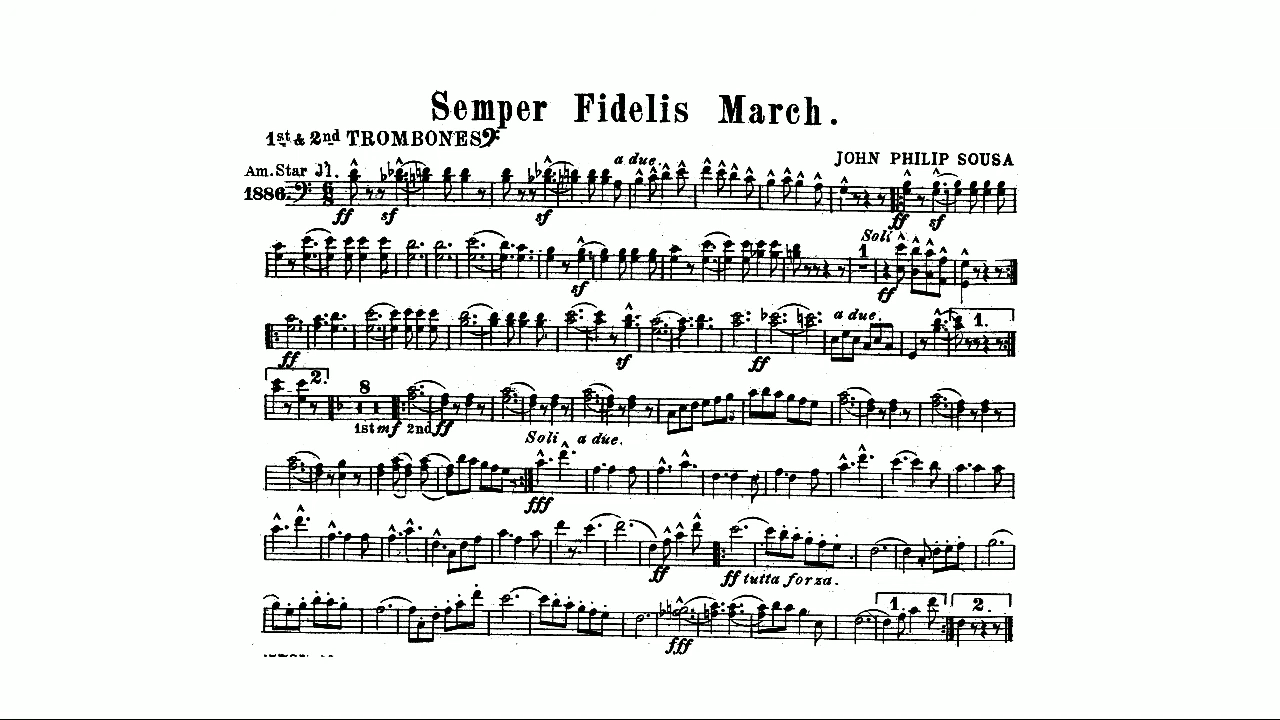 Semper Fidelis March.
1st & 2nd TROMBONES
JOHN PHILIP SOUSA
Am. Star
1886.
a due.
ff sf sf ff sf
Soli
1
sf ff
a due. 1.
ff sf ff
2. 8
1st mf 2nd ff
Soli a due.
fff
ff ff tutta forza.
1. 2.
fff